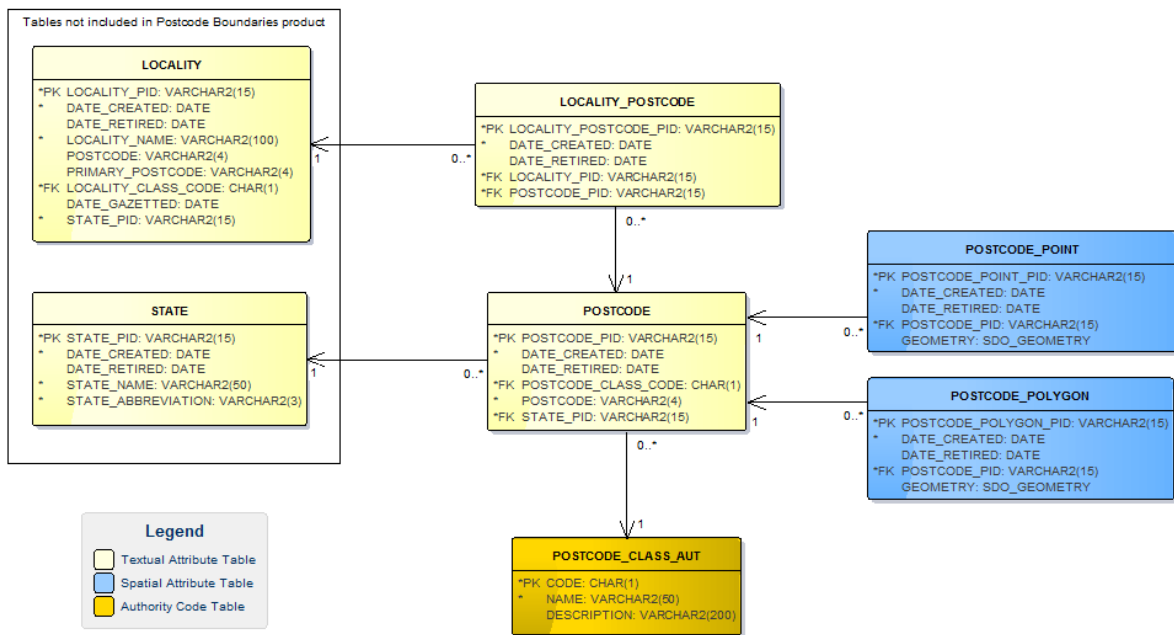 Tables not included in Postcode Boundaries product
LOCALITY
*PK LOCALITY_PID: VARCHAR2(15)
* DATE_CREATED: DATE
DATE_RETIRED: DATE
* LOCALITY_NAME: VARCHAR2(100)
POSTCODE: VARCHAR2(4)
PRIMARY_POSTCODE: VARCHAR2(4)
*FK LOCALITY_CLASS_CODE: CHAR(1)
DATE_GAZETTED: DATE
* STATE_PID: VARCHAR2(15)
1
0..*
LOCALITY_POSTCODE
*PK LOCALITY_POSTCODE_PID: VARCHAR2(15)
* DATE_CREATED: DATE
DATE_RETIRED: DATE
*FK LOCALITY_PID: VARCHAR2(15)
*FK POSTCODE_PID: VARCHAR2(15)
0..*
1
STATE
*PK STATE_PID: VARCHAR2(15)
* DATE_CREATED: DATE
DATE_RETIRED: DATE
* STATE_NAME: VARCHAR2(50)
* STATE_ABBREVIATION: VARCHAR2(3)
1
0..*
POSTCODE
*PK POSTCODE_PID: VARCHAR2(15)
* DATE_CREATED: DATE
DATE_RETIRED: DATE
*FK POSTCODE_CLASS_CODE: CHAR(1)
* POSTCODE: VARCHAR2(4)
*FK STATE_PID: VARCHAR2(15)
1
0..*
POSTCODE_POINT
*PK POSTCODE_POINT_PID: VARCHAR2(15)
* DATE_CREATED: DATE
DATE_RETIRED: DATE
*FK POSTCODE_PID: VARCHAR2(15)
GEOMETRY: SDO_GEOMETRY
1
0..*
POSTCODE_POLYGON
*PK POSTCODE_POLYGON_PID: VARCHAR2(15)
* DATE_CREATED: DATE
DATE_RETIRED: DATE
*FK POSTCODE_PID: VARCHAR2(15)
GEOMETRY: SDO_GEOMETRY
0..*
1
POSTCODE_CLASS_AUT
*PK CODE: CHAR(1)
* NAME: VARCHAR2(50)
DESCRIPTION: VARCHAR2(200)
Legend
Textual Attribute Table
Spatial Attribute Table
Authority Code Table